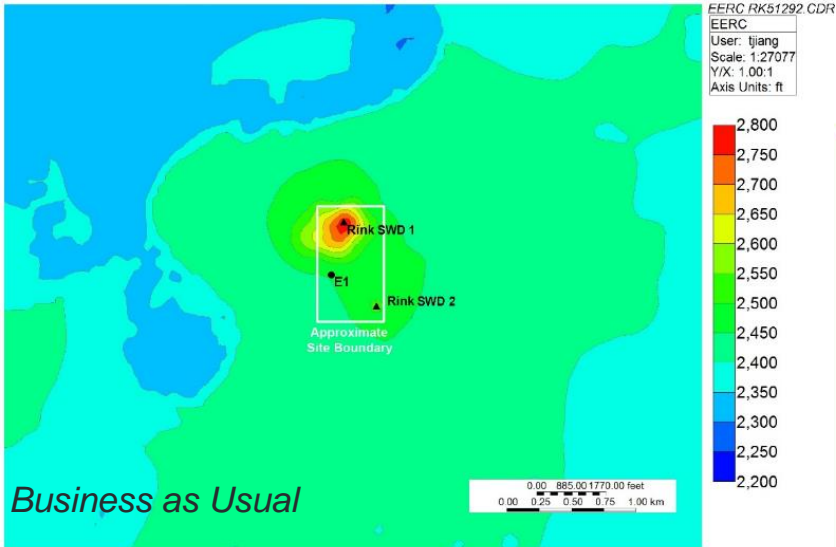 EERC RK51292.CDR
EERC
User: tjiang
Scale: 1:27077
Y/X: 1.00:1
Axis Units: ft
2,800
2,750
2,700
2,650
2,600
2,550
2,500
2,450
2,400
2,350
2,300
2,250
2,200
Rink SWD 1
E1
Rink SWD 2
Approximate
Site Boundary
Business as Usual
0.00 885.00 1770.00 feet
0.00 0.25 0.50 0.75 1.00 km